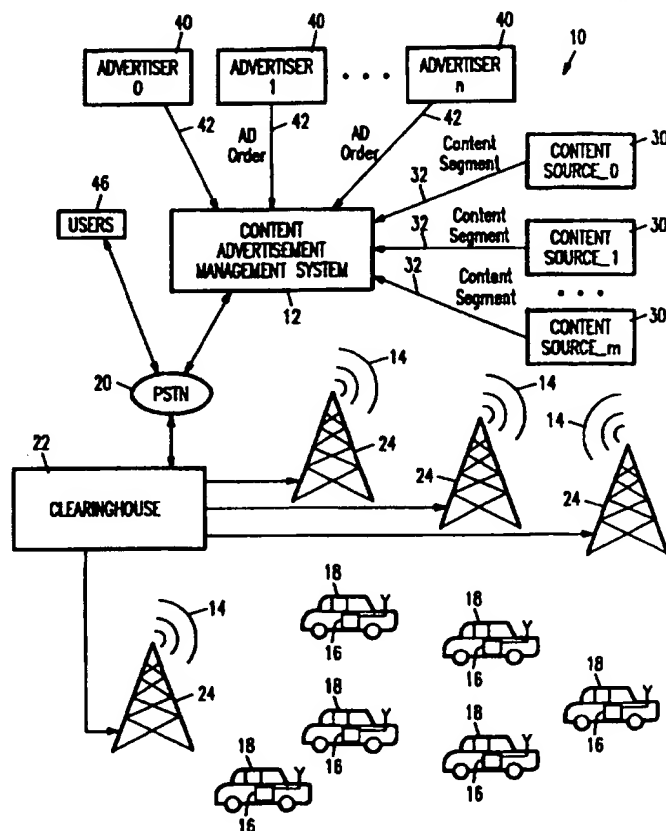 40
40
40
10
ADVERTISER
0
ADVERTISER
1
• • •
ADVERTISER
n
42
42
AD
Order
AD
Order
42
Content
Segment
32
30
CONTENT
SOURCE_0
46
USERS
CONTENT
ADVERTISEMENT
MANAGEMENT SYSTEM
12
Content
Segment
32
30
CONTENT
SOURCE_1
32
Content
Segment
• • •
30
CONTENT
SOURCE_m
20
PSTN
14
14
14
24
24
24
22
CLEARINGHOUSE
14
24
18
16
18
16
18
16
18
16
18
16
18
16